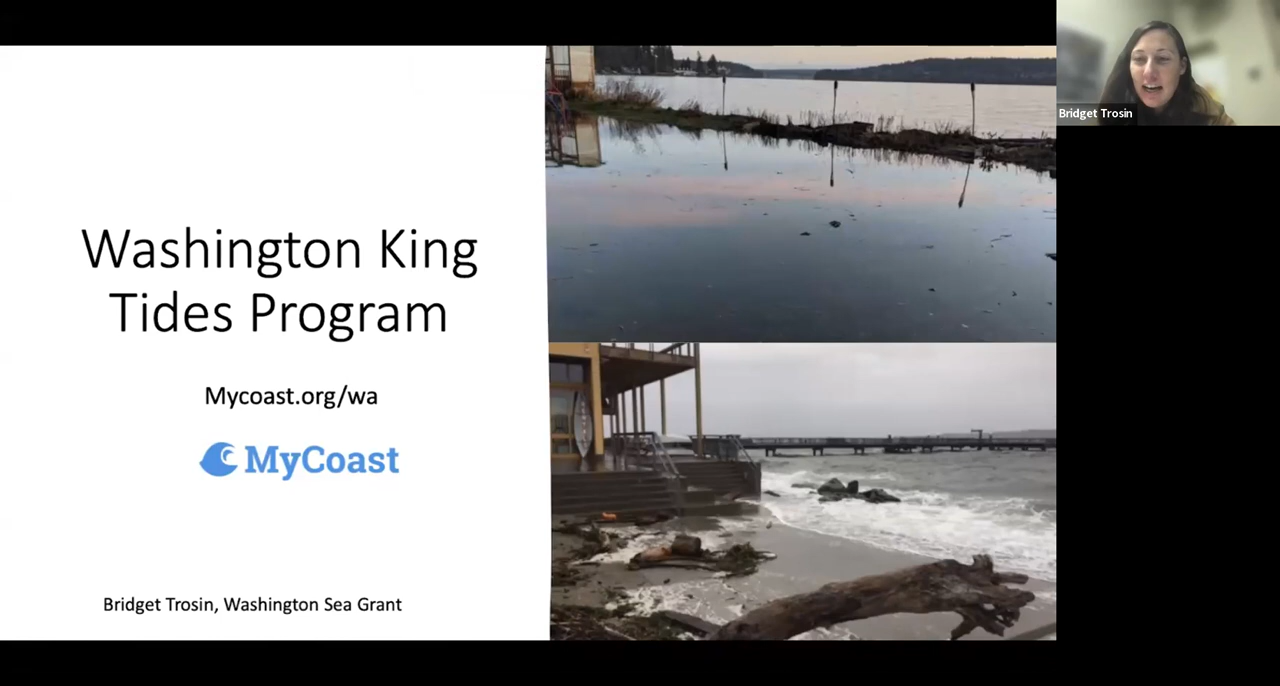 Washington King
Tides Program
Mycoast.org/wa
MyCoast
Bridget Trosin, Washington Sea Grant
Bridget Trosin